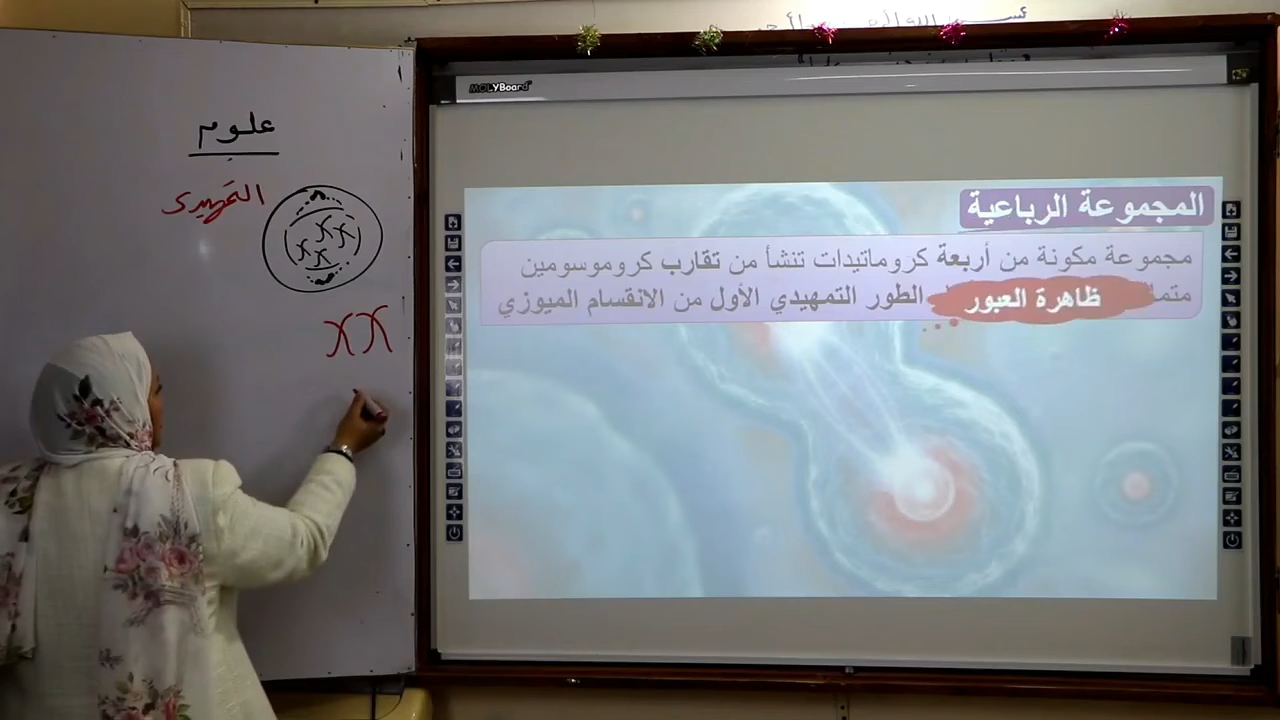 علوم
التمهيدى
MOLYBoard
المجموعة الرباعية
مجموعة مكونة من أربعة كروماتيدات تنشأ من تقارب كروموسومين
متما ظاهرة العبور الطور التمهيدي الأول من الانقسام الميوزي